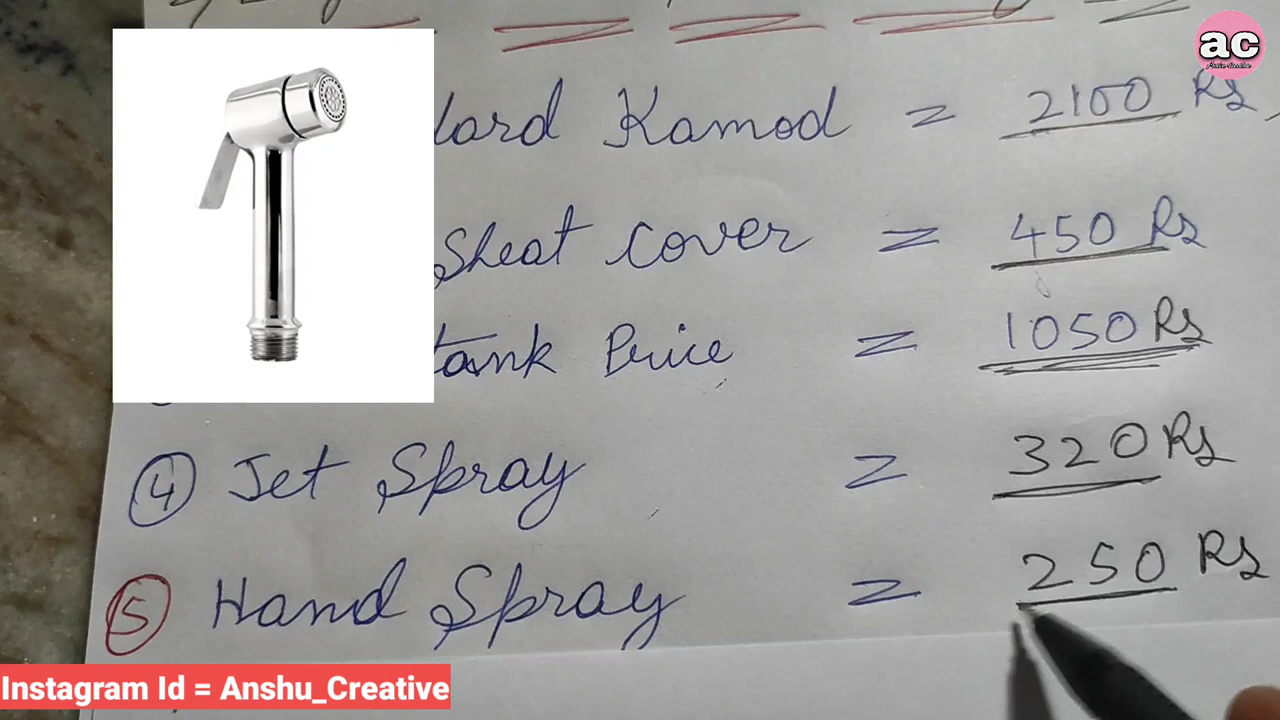 ac
dard Kamod = 2100 Rs,
Sheat Cover = 450 Rs
tank Price = 1050 Rs
4 Jet Spray = 320 Rs
5 Hand Spray = 250 Rs
Instagram Id = Anshu_Creative